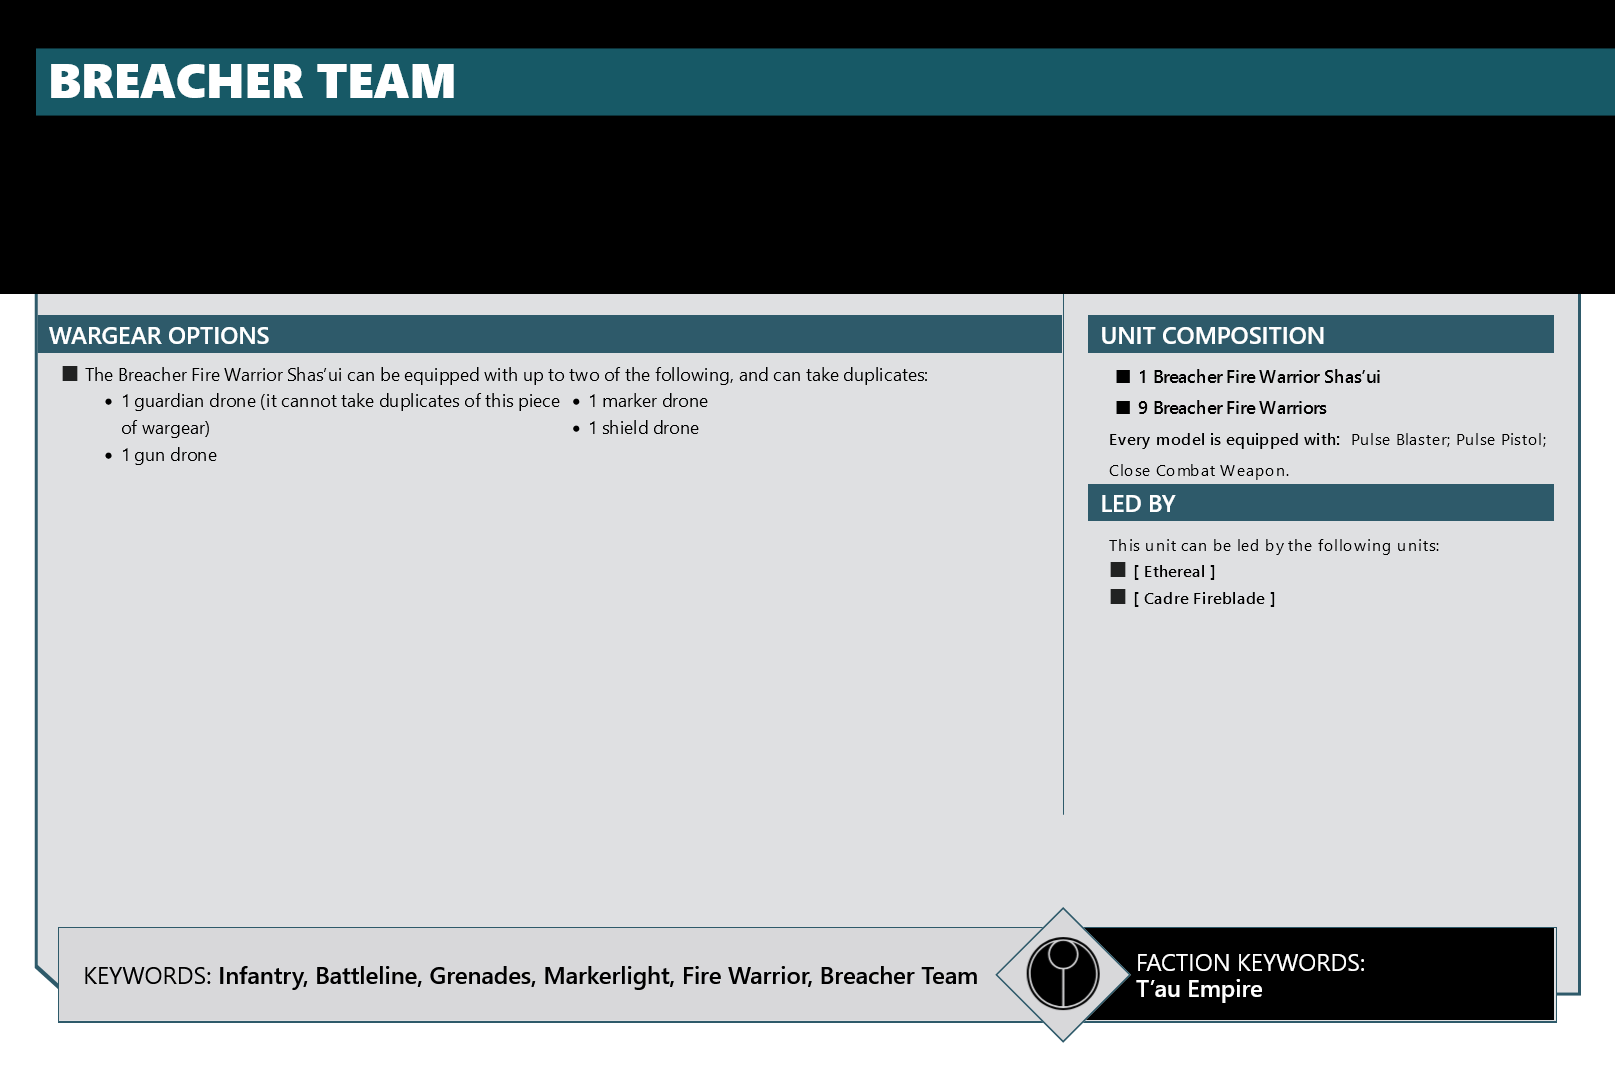 BREACHER TEAM
WARGEAR OPTIONS
■ The Breacher Fire Warrior Shas’ui can be equipped with up to two of the following, and can take duplicates:
• 1 guardian drone (it cannot take duplicates of this piece
of wargear)
• 1 gun drone
• 1 marker drone
• 1 shield drone
UNIT COMPOSITION
■ 1 Breacher Fire Warrior Shas’ui
■ 9 Breacher Fire Warriors
Every model is equipped with: Pulse Blaster; Pulse Pistol;
Close Combat Weapon.
LED BY
This unit can be led by the following units:
■ [ Ethereal ]
■ [ Cadre Fireblade ]
KEYWORDS: Infantry, Battleline, Grenades, Markerlight, Fire Warrior, Breacher Team
FACTION KEYWORDS:
T’au Empire